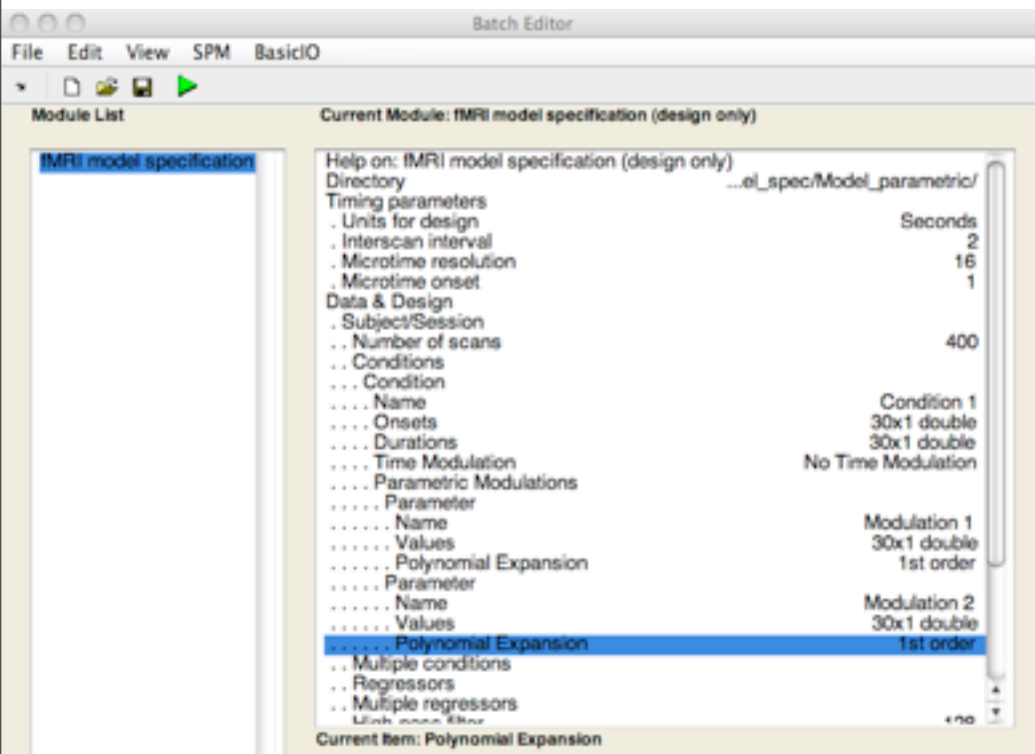 Batch Editor
File Edit View SPM BasicIO
Module List
Current Module: fMRI model specification (design only)
fMRI model specification
Help on: fMRI model specification (design only)
Directory ...el_spec/Model_parametric/
Timing parameters
. Units for design Seconds
. Interscan interval 2
. Microtime resolution 16
. Microtime onset 1
Data & Design
. Subject/Session
. . Number of scans 400
. . Conditions
. . . Condition
. . . . Name Condition 1
. . . . Onsets 30x1 double
. . . . Durations 30x1 double
. . . . Time Modulation No Time Modulation
. . . . Parametric Modulations
. . . . . Parameter
. . . . . . Name Modulation 1
. . . . . . Values 30x1 double
. . . . . . Polynomial Expansion 1st order
. . . . . Parameter
. . . . . . Name Modulation 2
. . . . . . Values 30x1 double
. . . . . . Polynomial Expansion 1st order
. . Multiple conditions
. . Regressors
. . Multiple regressors
. . High-pass filter 128
Current Item: Polynomial Expansion